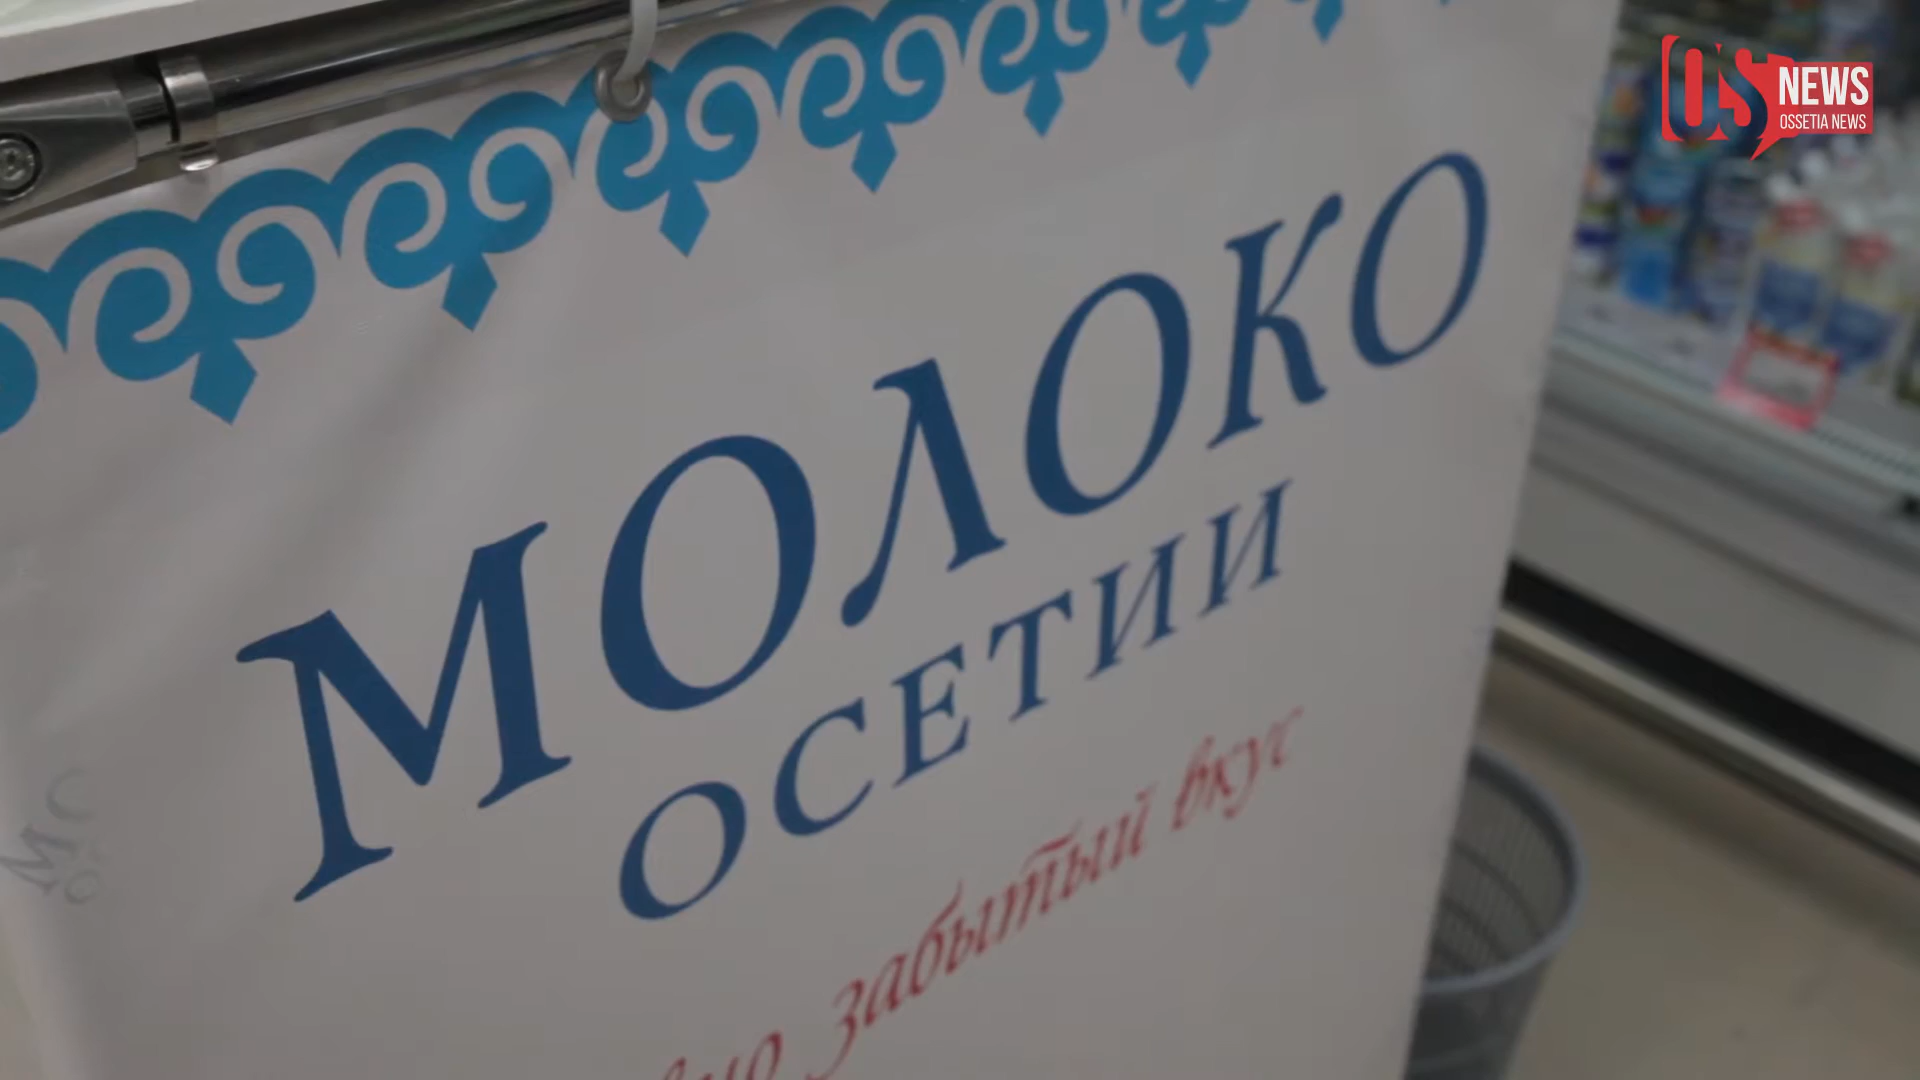 OS NEWS
OSSETIA NEWS
МОЛОКО
ОСЕТИИ
забытый вкус